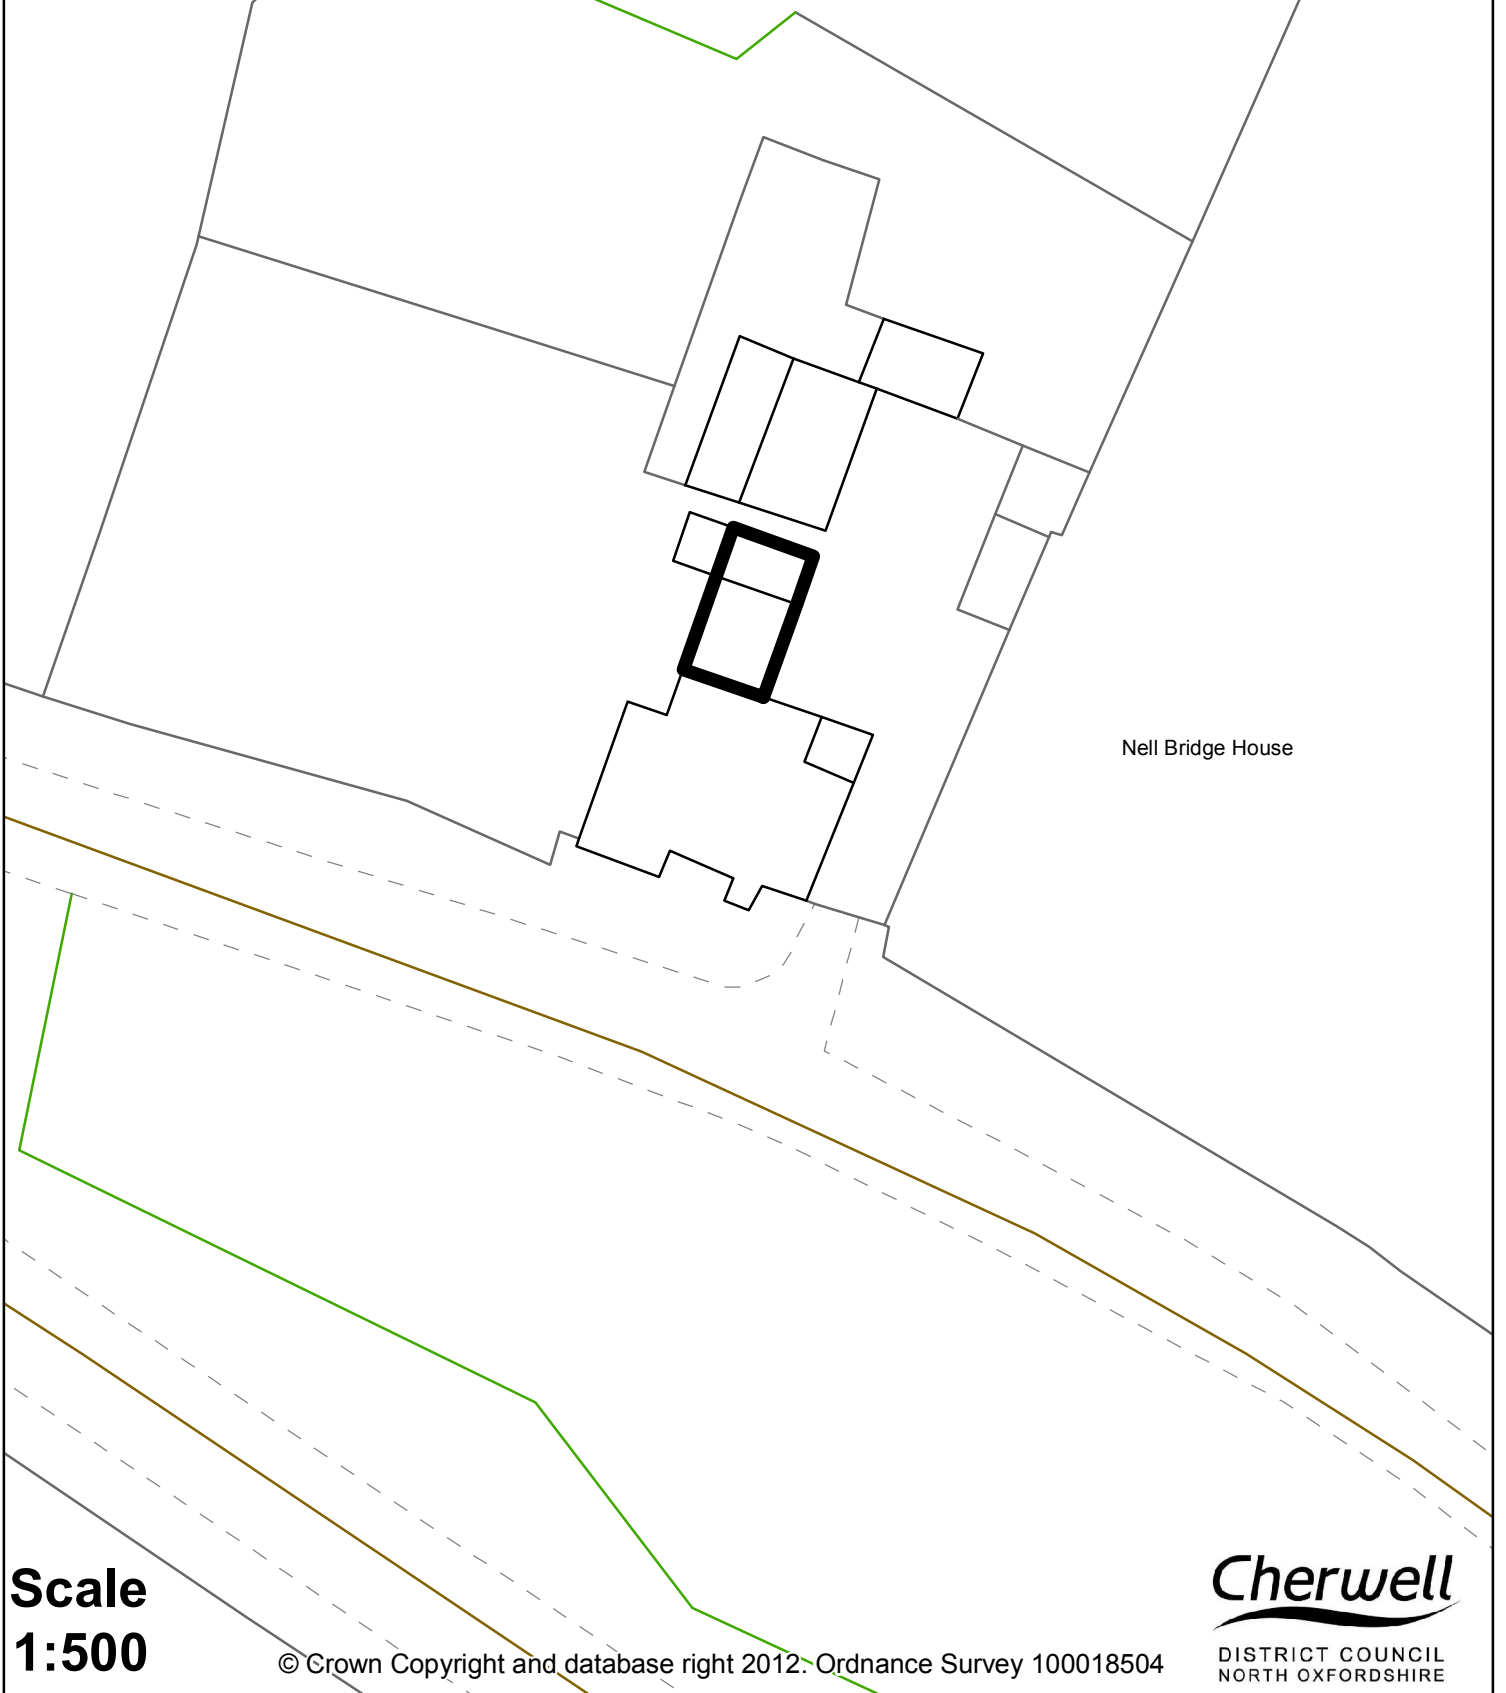 Nell Bridge House
Scale
1:500
© Crown Copyright and database right 2012. Ordnance Survey 100018504
Cherwell
DISTRICT COUNCIL
NORTH OXFORDSHIRE